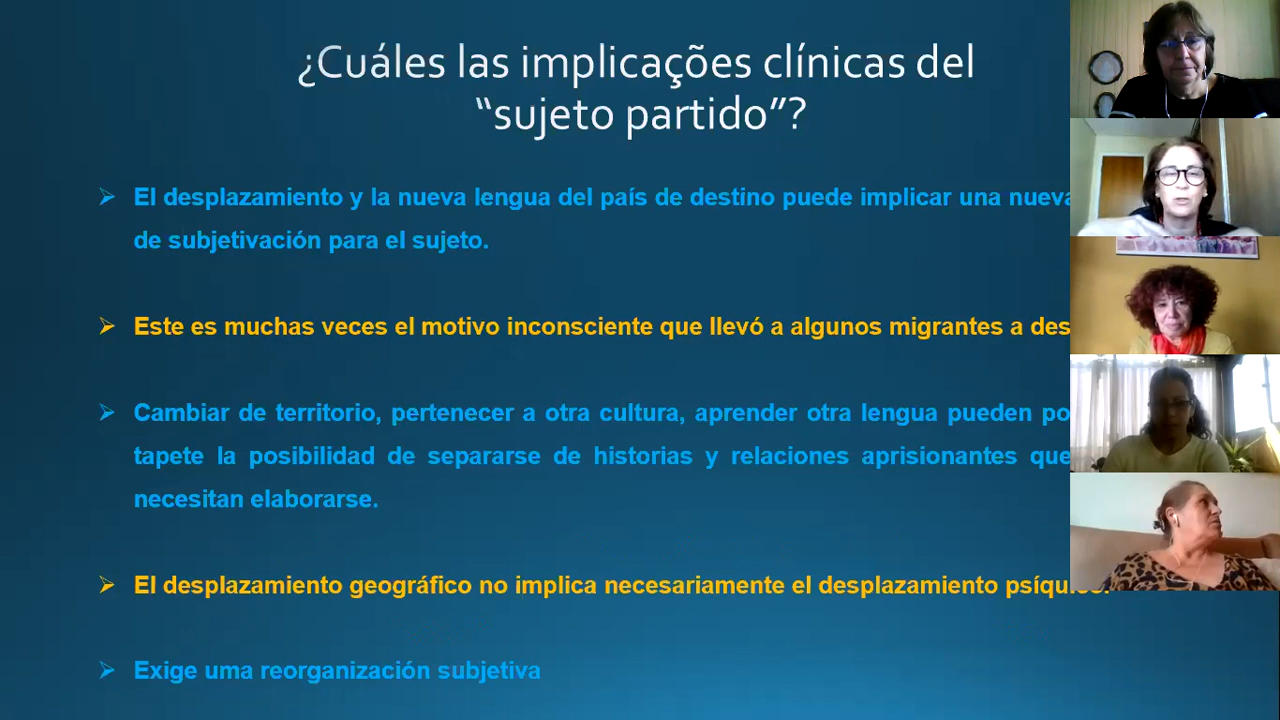 ¿Cuáles las implicações clínicas del
“sujeto partido”?
El desplazamiento y la nueva lengua del país de destino puede implicar una nueva
de subjetivación para el sujeto.
Este es muchas veces el motivo inconsciente que llevó a algunos migrantes a
Cambiar de territorio, pertenecer a otra cultura, aprender otra lengua pueden
tapete la posibilidad de separarse de historias y relaciones aprisionantes que
necesitan elaborarse.
El desplazamiento geográfico no implica necesariamente el desplazamiento
Exige uma reorganización subjetiva